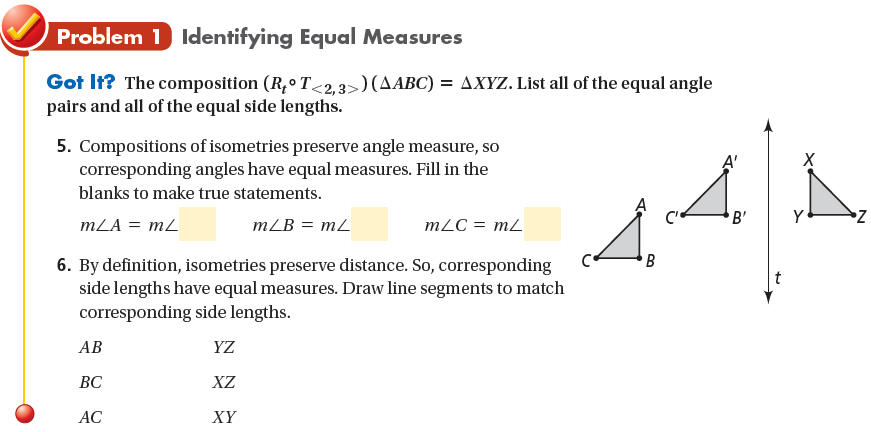 Problem 1 Identifying Equal Measures
Got It? The composition (Rₜ∘T<2, 3>)(△ABC) = △XYZ. List all of the equal angle
pairs and all of the equal side lengths.
5. Compositions of isometries preserve angle measure, so
corresponding angles have equal measures. Fill in the
blanks to make true statements.
m∠A = m∠ m∠B = m∠ m∠C = m∠
6. By definition, isometries preserve distance. So, corresponding
side lengths have equal measures. Draw line segments to match
corresponding side lengths.
AB YZ
BC XZ
AC XY
A' X
A C' B' Y Z
C B
t